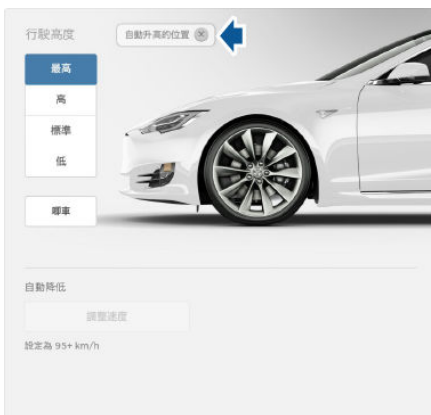 行駛高度
自動升高的位置
最高
高
標準
低
唧車
自動降低
調整速度
設定為 95+ km/h